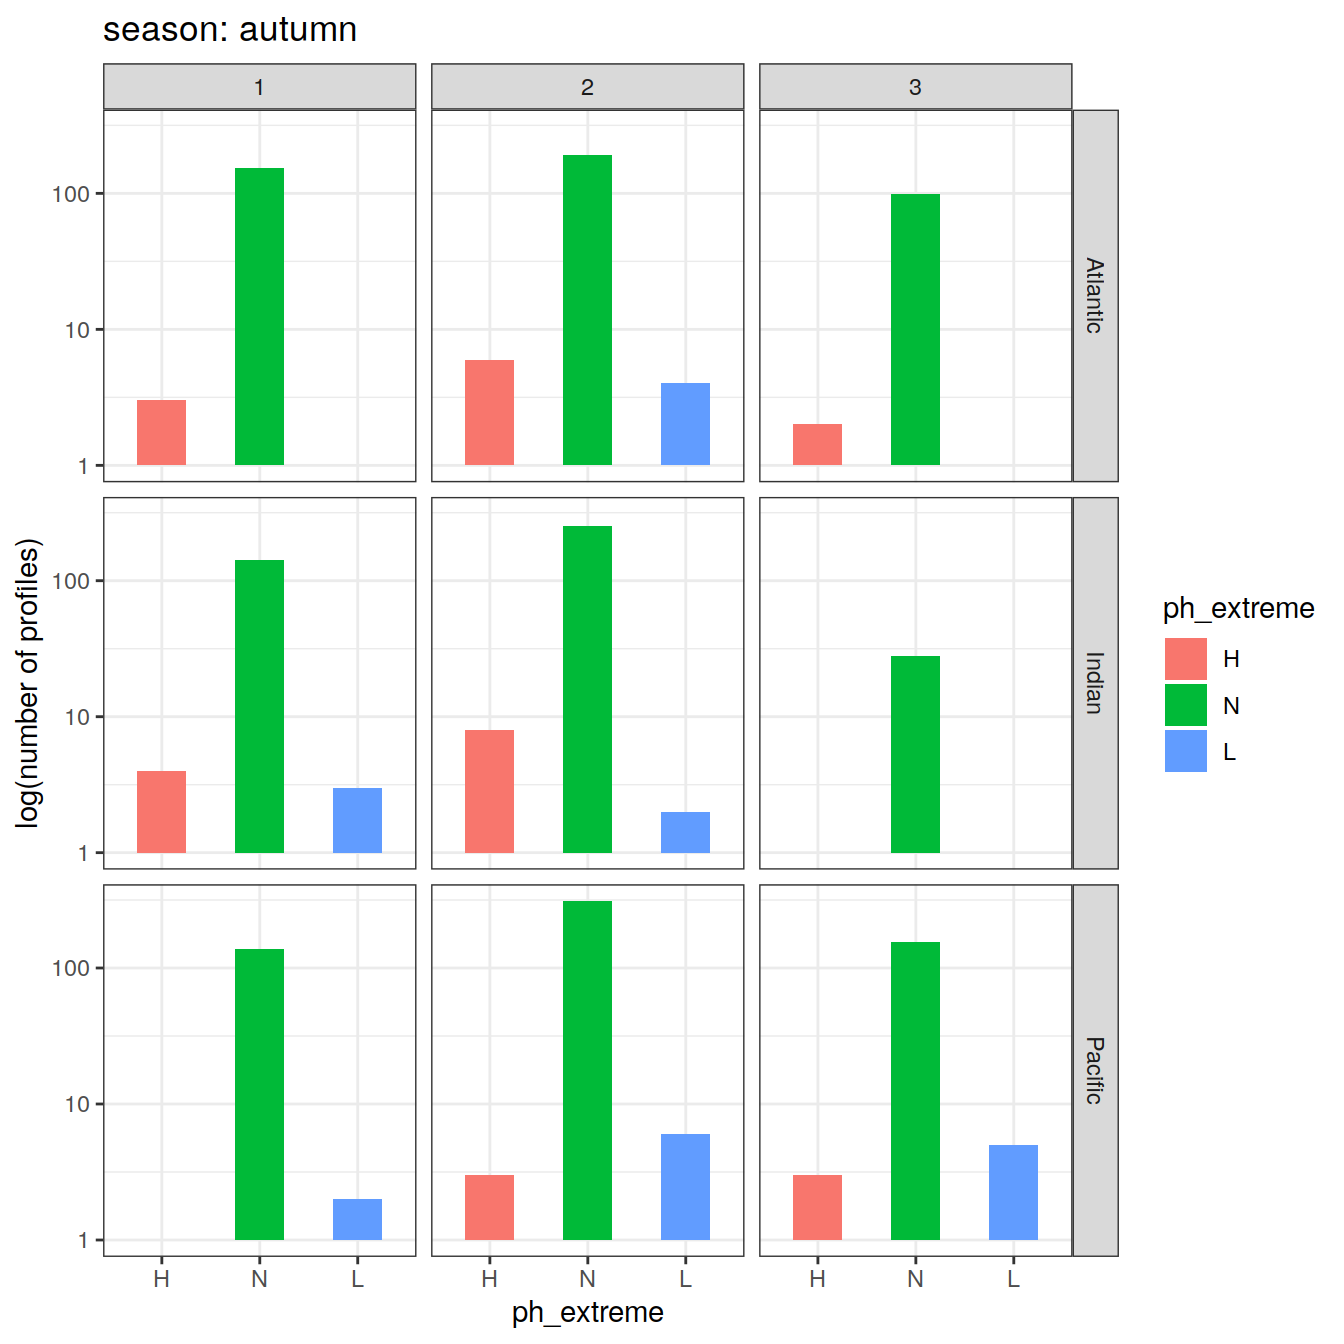 season: autumn
1
2
3
100
10
1
Atlantic
100
10
1
Indian
100
10
1
Pacific
H
N
L
H
N
L
H
N
L
ph_extreme
log(number of profiles)
ph_extreme
H
N
L